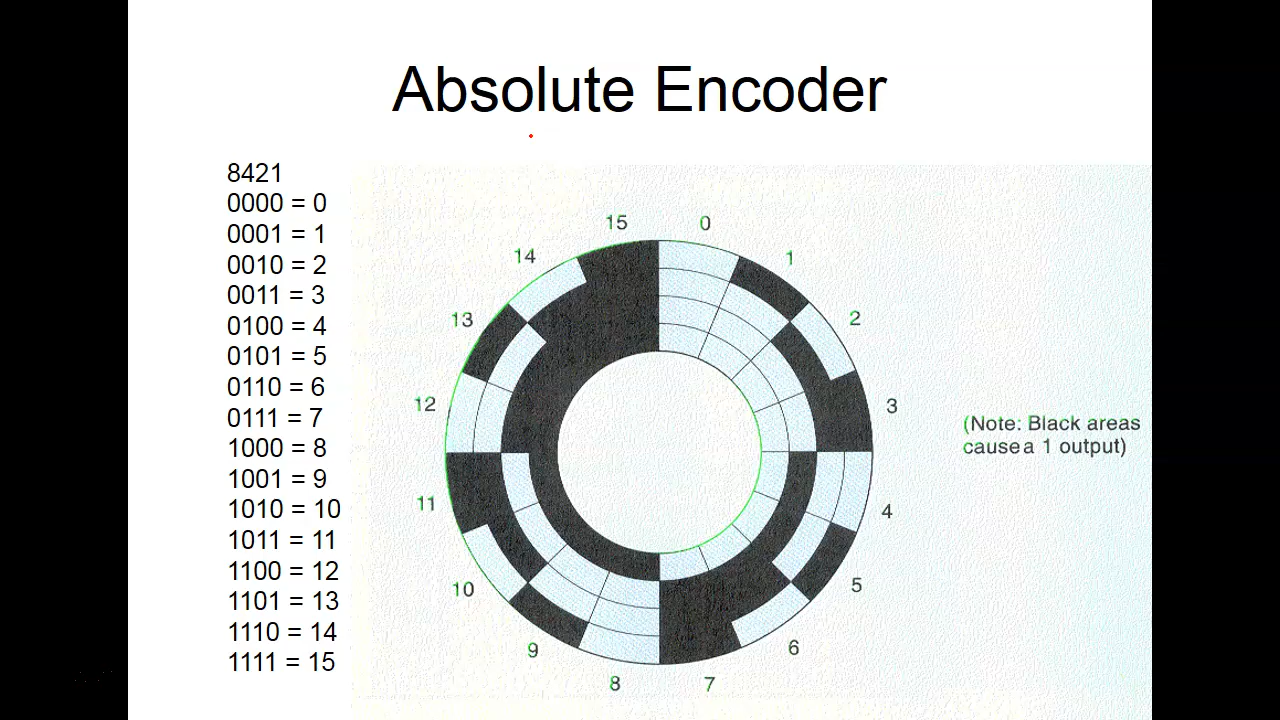 Absolute Encoder
8421
0000 = 0
0001 = 1
0010 = 2
0011 = 3
0100 = 4
0101 = 5
0110 = 6
0111 = 7
1000 = 8
1001 = 9
1010 = 10
1011 = 11
1100 = 12
1101 = 13
1110 = 14
1111 = 15
0
1
2
3
4
5
6
7
8
9
10
11
12
13
14
15
(Note: Black areas
cause a 1 output)